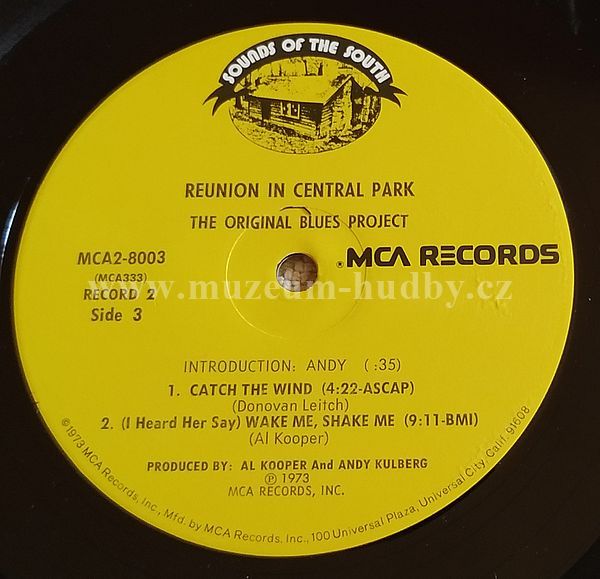 SOUNDS OF THE SOUTH
REUNION IN CENTRAL PARK
THE ORIGINAL BLUES PROJECT
MCA2-8003
(MCA333)
RECORD 2
Side 3
MCA RECORDS
www.muzeum-hudby.cz
INTRODUCTION: ANDY (:35)
1. CATCH THE WIND (4:22-ASCAP)
(Donovan Leitch)
2. (I Heard Her Say) WAKE ME, SHAKE ME (9:11-BMI)
(Al Kooper)
PRODUCED BY: AL KOOPER And ANDY KULBERG
℗ 1973
MCA RECORDS, INC.
©1973 MCA Records, Inc., Mfd. by MCA Records, Inc., 100 Universal Plaza, Universal City, Calif. 91608